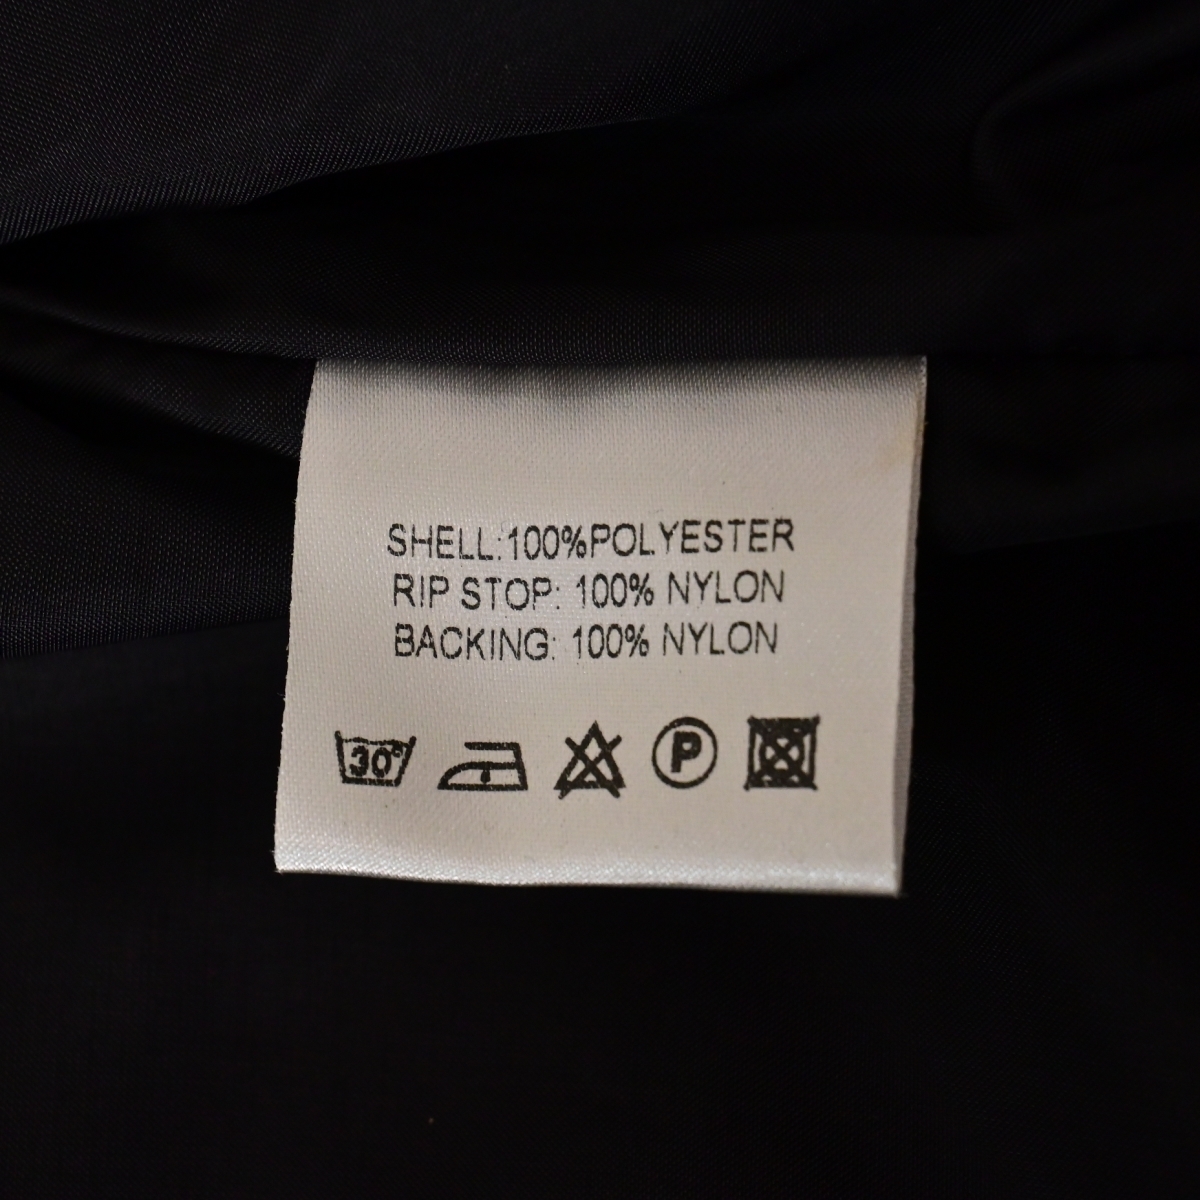 SHELL:100%POLYESTER
RIP STOP: 100% NYLON
BACKING: 100% NYLON
30° P